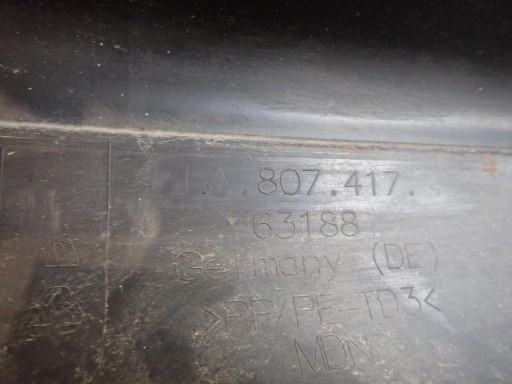 .807.417.
63188
Germany (DE)
>PP/PE-TD3<
MDN